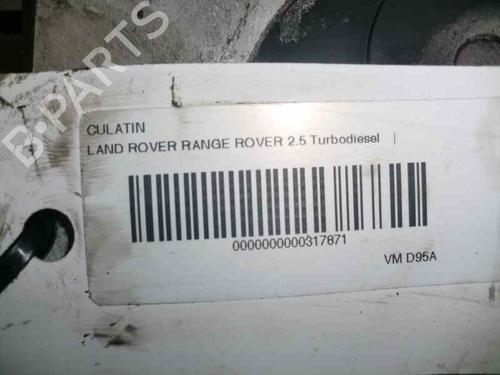 B-PARTS
CULATIN
LAND ROVER RANGE ROVER 2.5 Turbodiesel |
0000000000317871
VM D95A